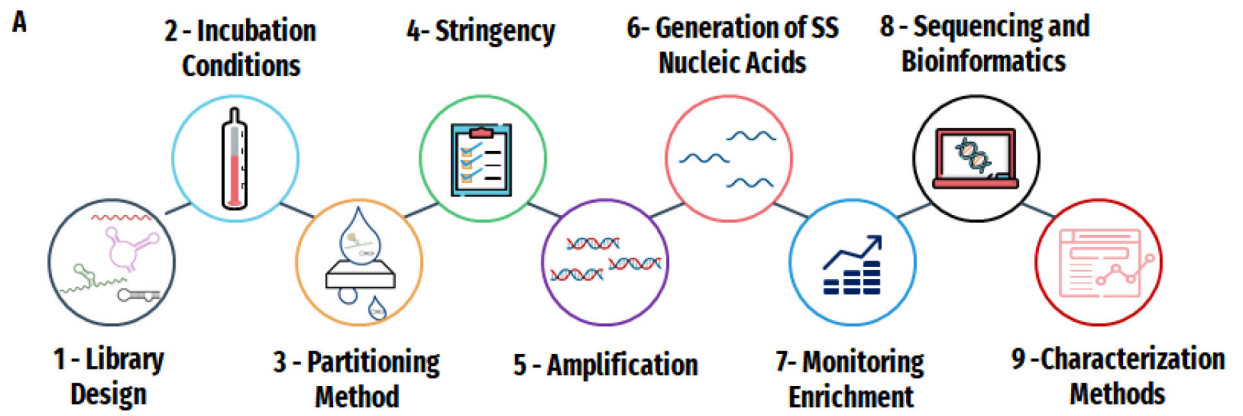 A
2 - Incubation
Conditions
4- Stringency
6- Generation of SS
Nucleic Acids
8 - Sequencing and
Bioinformatics
1 - Library
Design
3 - Partitioning
Method
5 - Amplification
7- Monitoring
Enrichment
9 -Characterization
Methods